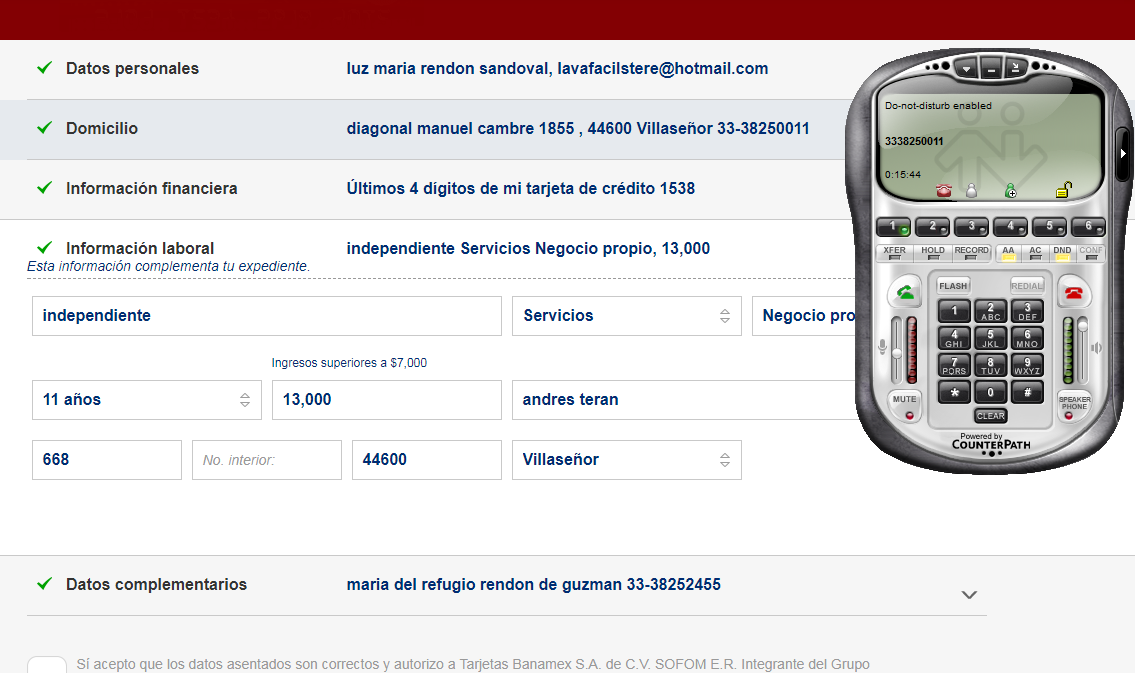 Datos personales luz maria rendon sandoval, lavafacilstere@hotmail.com
Domicilio diagonal manuel cambre 1855 , 44600 Villaseñor 33-38250011
Información financiera Últimos 4 dígitos de mi tarjeta de crédito 1538
Información laboral independiente Servicios Negocio propio, 13,000
Esta información complementa tu expediente.
independiente Servicios Negocio pro
Ingresos superiores a $7,000
11 años 13,000 andres teran
668 No. interior: 44600 Villaseñor
Datos complementarios maria del refugio rendon de guzman 33-38252455
Sí acepto que los datos asentados son correctos y autorizo a Tarjetas Banamex S.A. de C.V. SOFOM E.R. Integrante del Grupo
Do-not-disturb enabled
3338250011
0:15:44
1 2 3 4 5 6
XFER HOLD RECORD AA AC DND CONF
FLASH REDIAL
1 2 ABC 3 DEF
4 GHI 5 JKL 6 MNO
7 PQRS 8 TUV 9 WXYZ
* 0 #
MUTE CLEAR SPEAKER PHONE
Powered by
COUNTERPATH